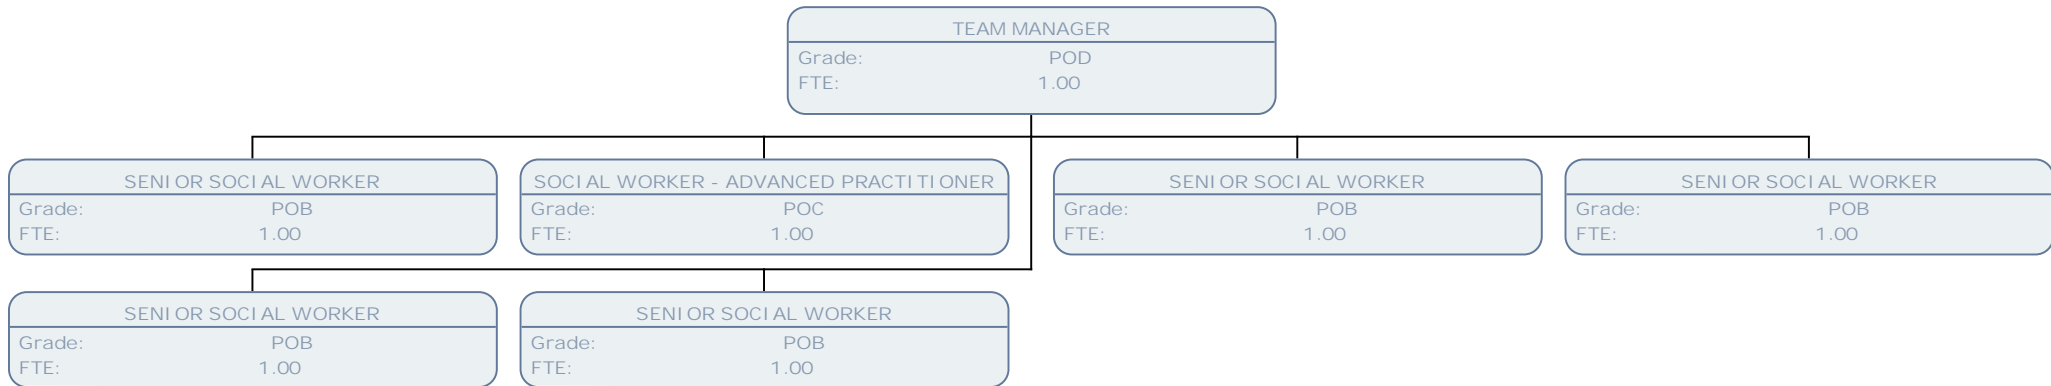 TEAM MANAGER
Grade: POD
FTE: 1.00
SENIOR SOCIAL WORKER
Grade: POB
FTE: 1.00
SOCIAL WORKER - ADVANCED PRACTITIONER
Grade: POC
FTE: 1.00
SENIOR SOCIAL WORKER
Grade: POB
FTE: 1.00
SENIOR SOCIAL WORKER
Grade: POB
FTE: 1.00
SENIOR SOCIAL WORKER
Grade: POB
FTE: 1.00
SENIOR SOCIAL WORKER
Grade: POB
FTE: 1.00